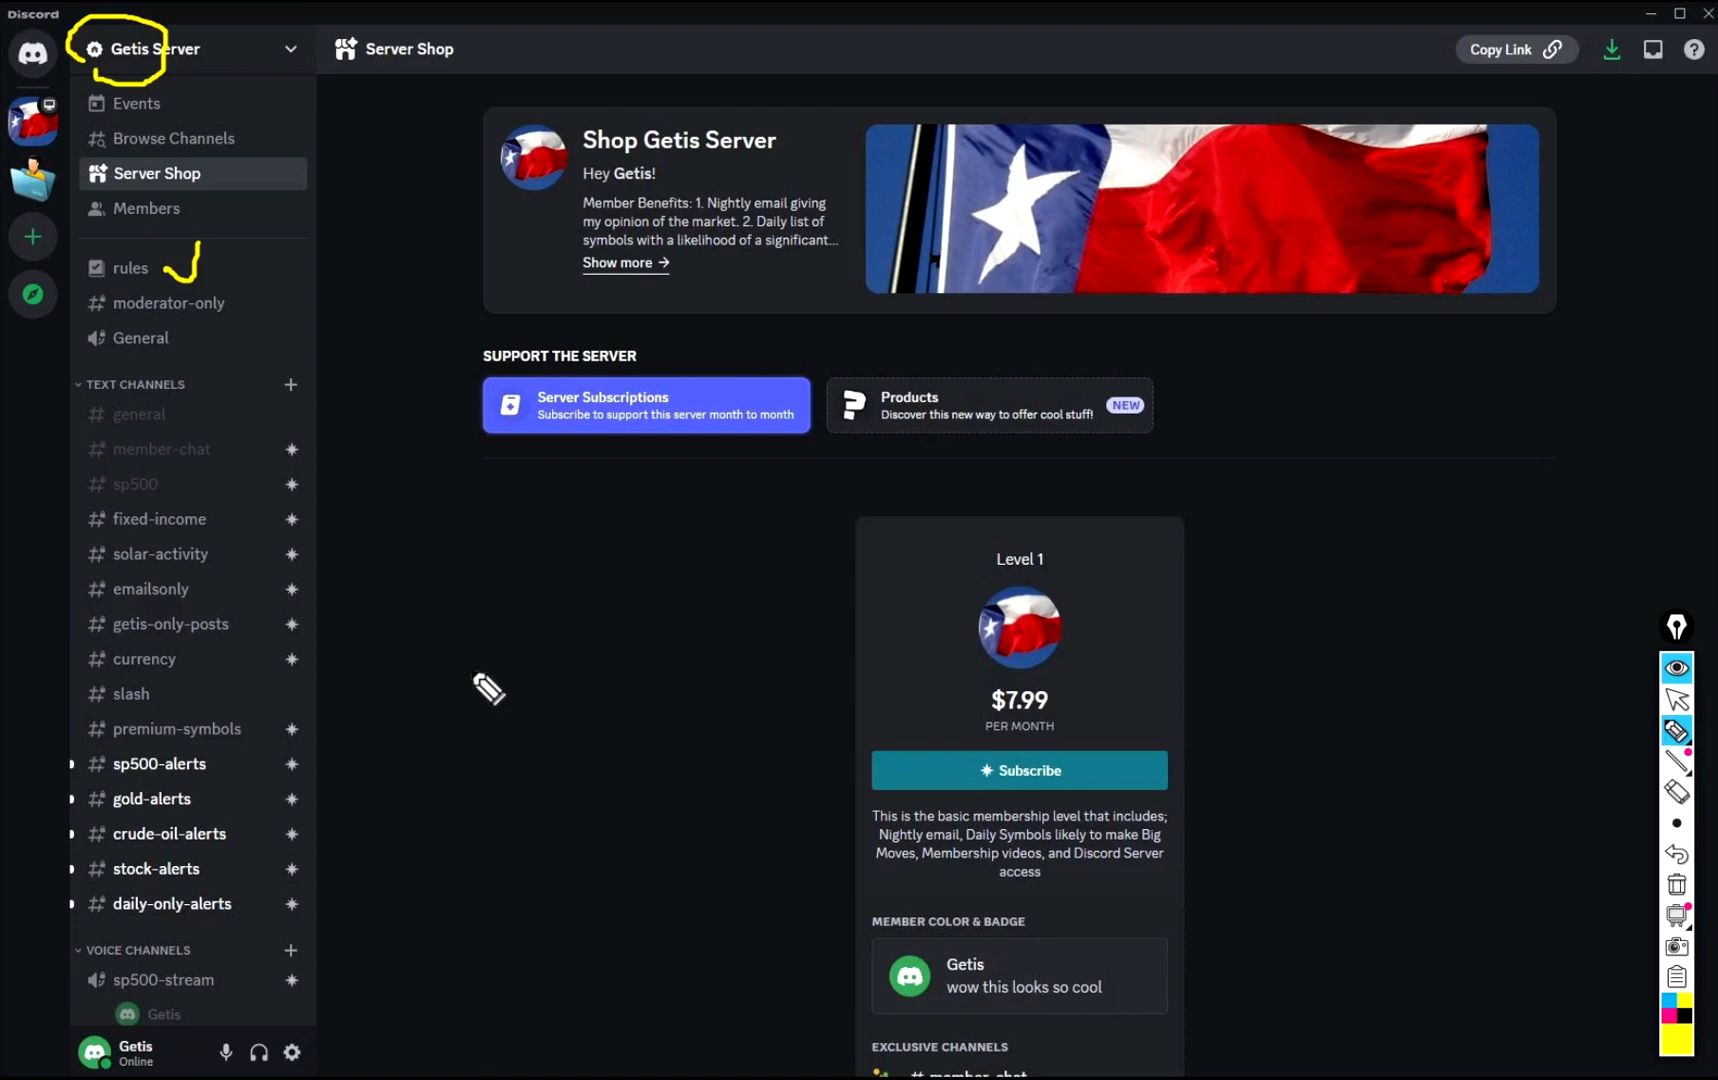 Discord
Getis Server
Events
Browse Channels
Server Shop
Members
rules
moderator-only
General
TEXT CHANNELS
general
member-chat
sp500
fixed-income
solar-activity
emailsonly
getis-only-posts
currency
slash
premium-symbols
sp500-alerts
gold-alerts
crude-oil-alerts
stock-alerts
daily-only-alerts
VOICE CHANNELS
sp500-stream
Getis
Getis
Online
Server Shop
Copy Link
Shop Getis Server
Hey Getis!
Member Benefits: 1. Nightly email giving
my opinion of the market. 2. Daily list of
symbols with a likelihood of a significant...
Show more →
SUPPORT THE SERVER
Server Subscriptions
Subscribe to support this server month to month
Products
Discover this new way to offer cool stuff!
NEW
Level 1
$7.99
PER MONTH
Subscribe
This is the basic membership level that includes;
Nightly email, Daily Symbols likely to make Big
Moves, Membership videos, and Discord Server
access
MEMBER COLOR & BADGE
Getis
wow this looks so cool
EXCLUSIVE CHANNELS
# member-chat